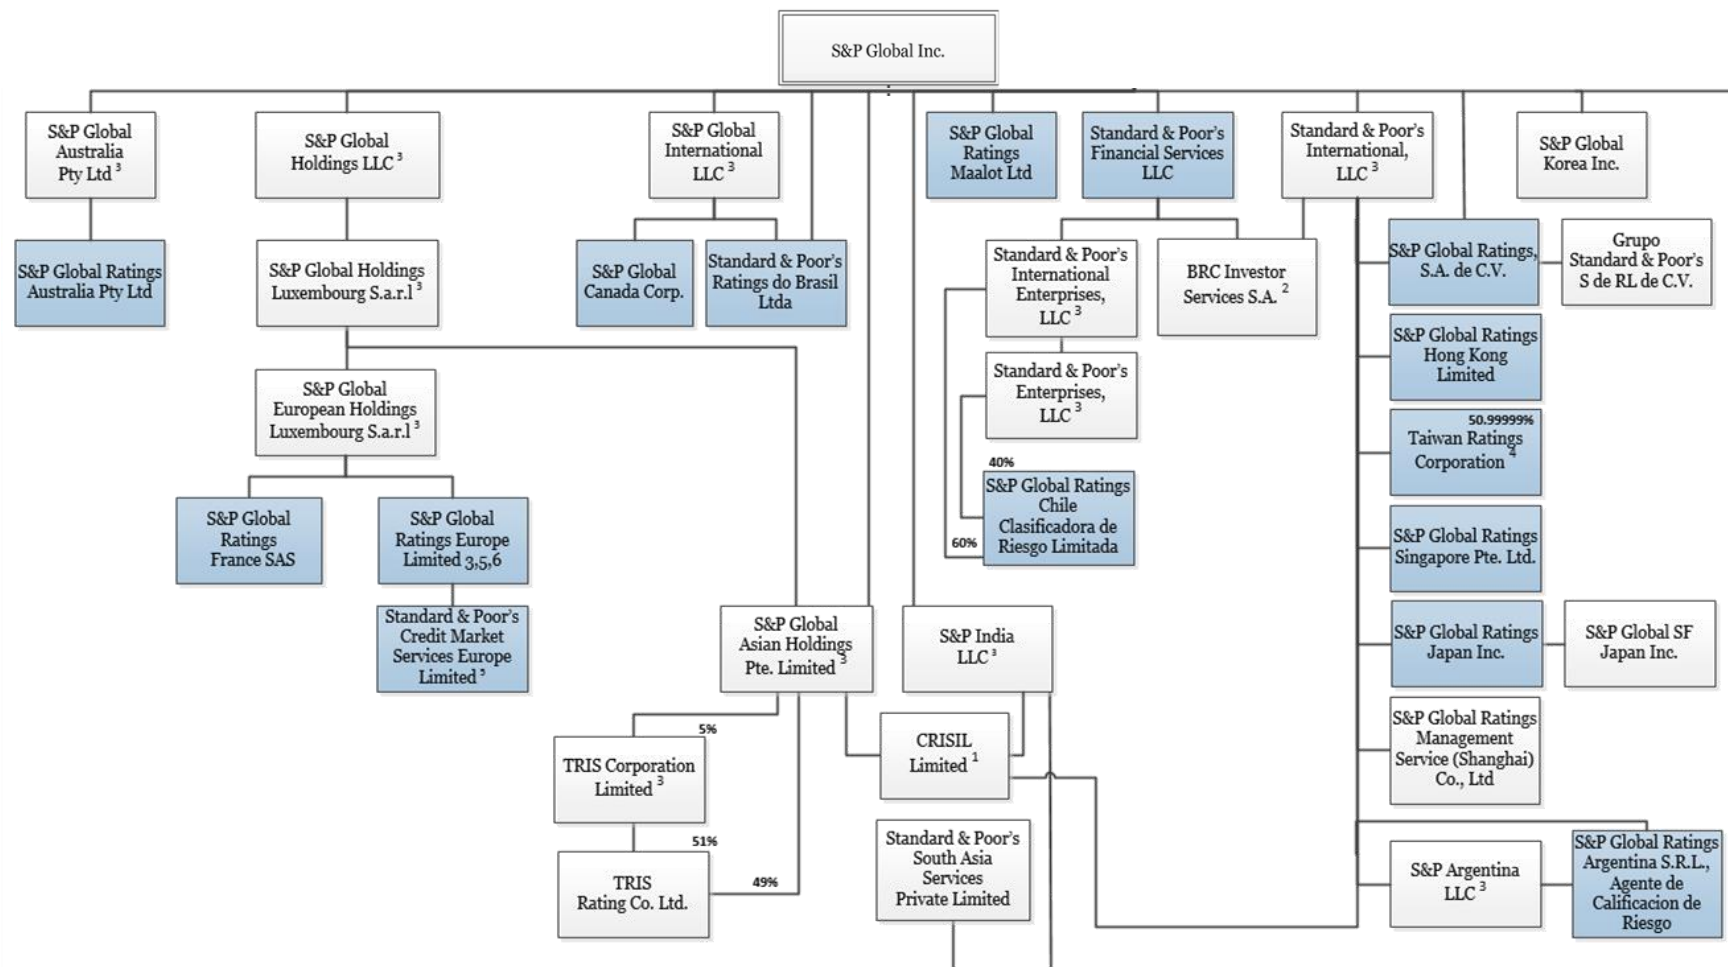 S&P Global Inc.
S&P Global
Australia
Pty Ltd 3
S&P Global
Holdings LLC 3
S&P Global
International
LLC 3
S&P Global
Ratings
Maalot Ltd
Standard & Poor's
Financial Services
LLC
Standard & Poor's
International,
LLC 3
S&P Global
Korea Inc.
S&P Global Ratings
Australia Pty Ltd
S&P Global Holdings
Luxembourg S.a.r.l 3
S&P Global
Canada Corp.
Standard & Poor's
Ratings do Brasil
Ltda
Standard & Poor's
International
Enterprises,
LLC 3
BRC Investor
Services S.A. 2
S&P Global Ratings,
S.A. de C.V.
Grupo
Standard & Poor's
S de RL de C.V.
S&P Global Ratings
Hong Kong
Limited
S&P Global
European Holdings
Luxembourg S.a.r.l 3
Standard & Poor's
Enterprises,
LLC 3
50.99999%
Taiwan Ratings
Corporation 4
40%
S&P Global Ratings
Chile
Clasificadora de
Riesgo Limitada
60%
S&P Global
Ratings
France SAS
S&P Global
Ratings Europe
Limited 3,5,6
S&P Global Ratings
Singapore Pte. Ltd.
Standard & Poor's
Credit Market
Services Europe
Limited 5
S&P Global
Asian Holdings
Pte. Limited 3
S&P India
LLC 3
S&P Global Ratings
Japan Inc.
S&P Global SF
Japan Inc.
5%
TRIS Corporation
Limited 3
CRISIL
Limited 1
S&P Global Ratings
Management
Service (Shanghai)
Co., Ltd
51%
TRIS
Rating Co. Ltd.
49%
Standard & Poor's
South Asia
Services
Private Limited
S&P Argentina
LLC 3
S&P Global Ratings
Argentina S.R.L.,
Agente de
Calificacion de
Riesgo